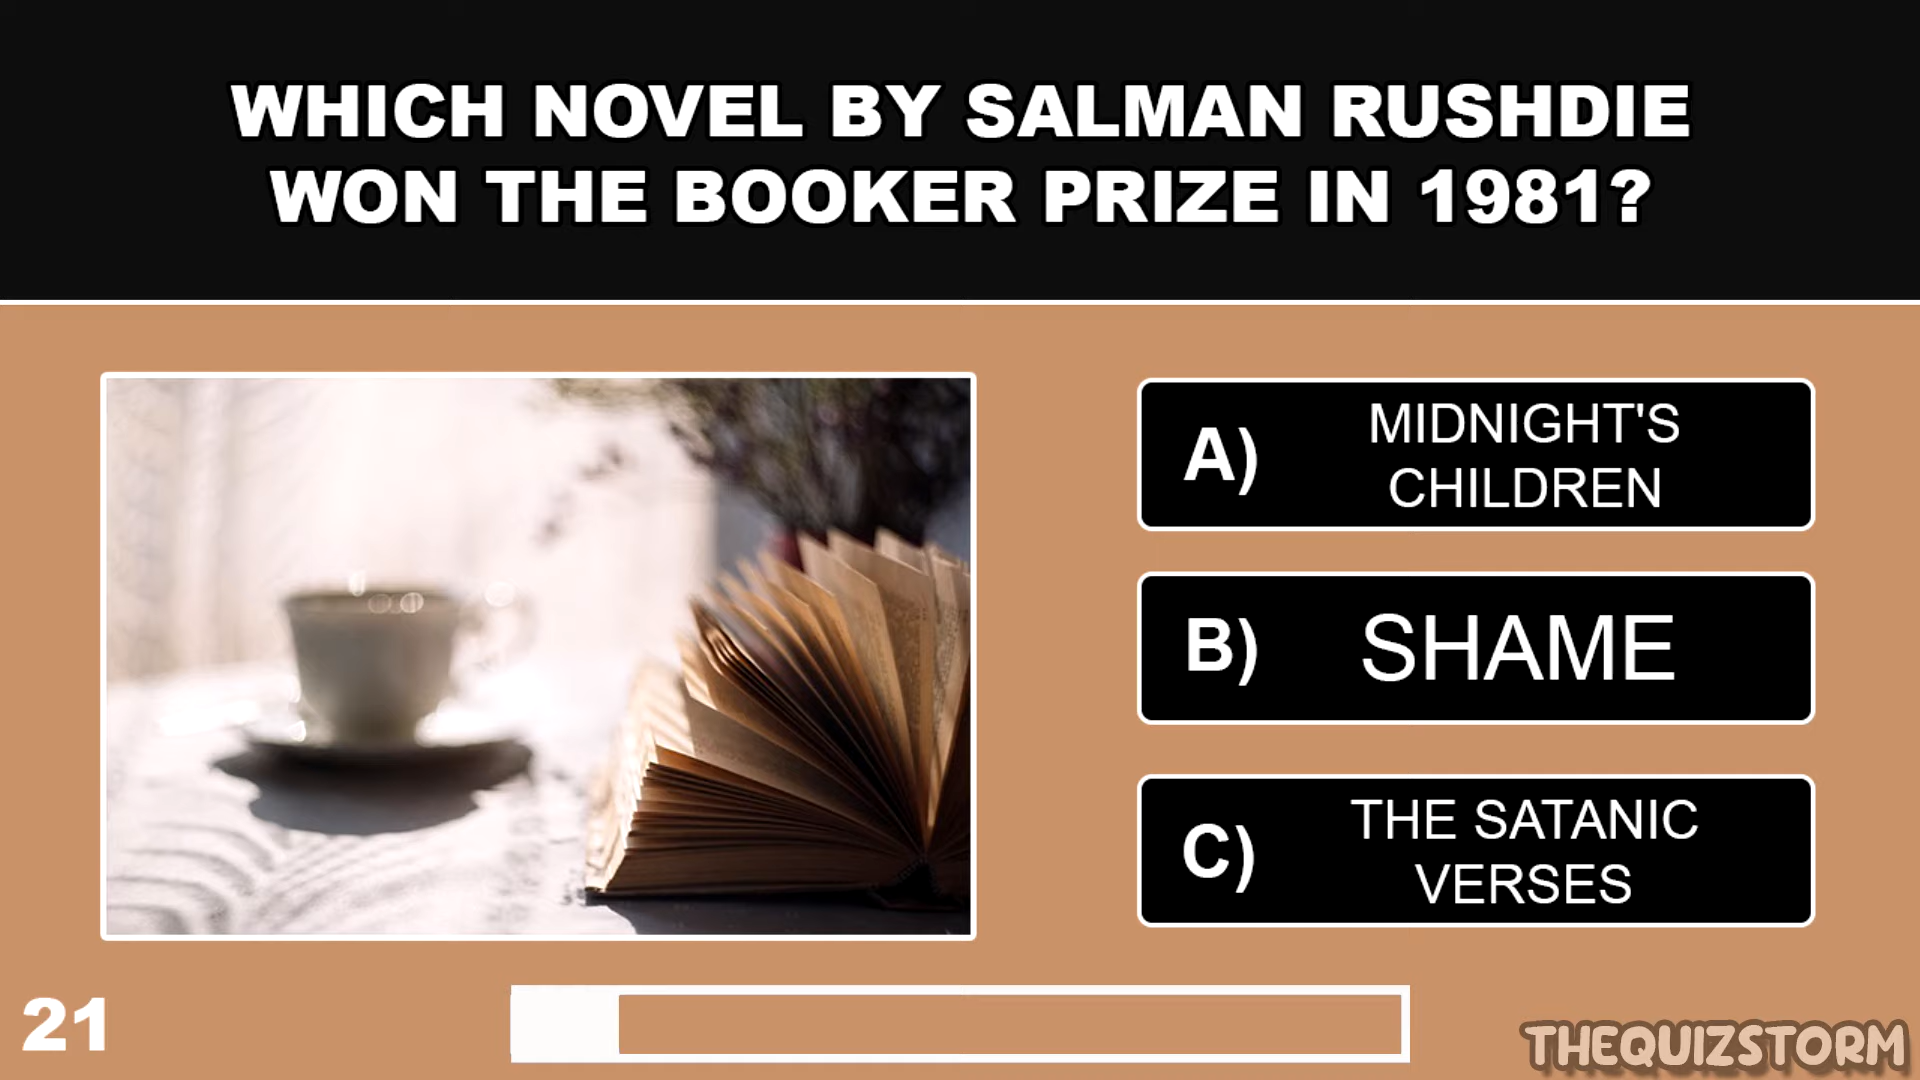 WHICH NOVEL BY SALMAN RUSHDIE
WON THE BOOKER PRIZE IN 1981?
A) MIDNIGHT'S
CHILDREN
B) SHAME
C) THE SATANIC
VERSES
21
THEQUIZSTORM